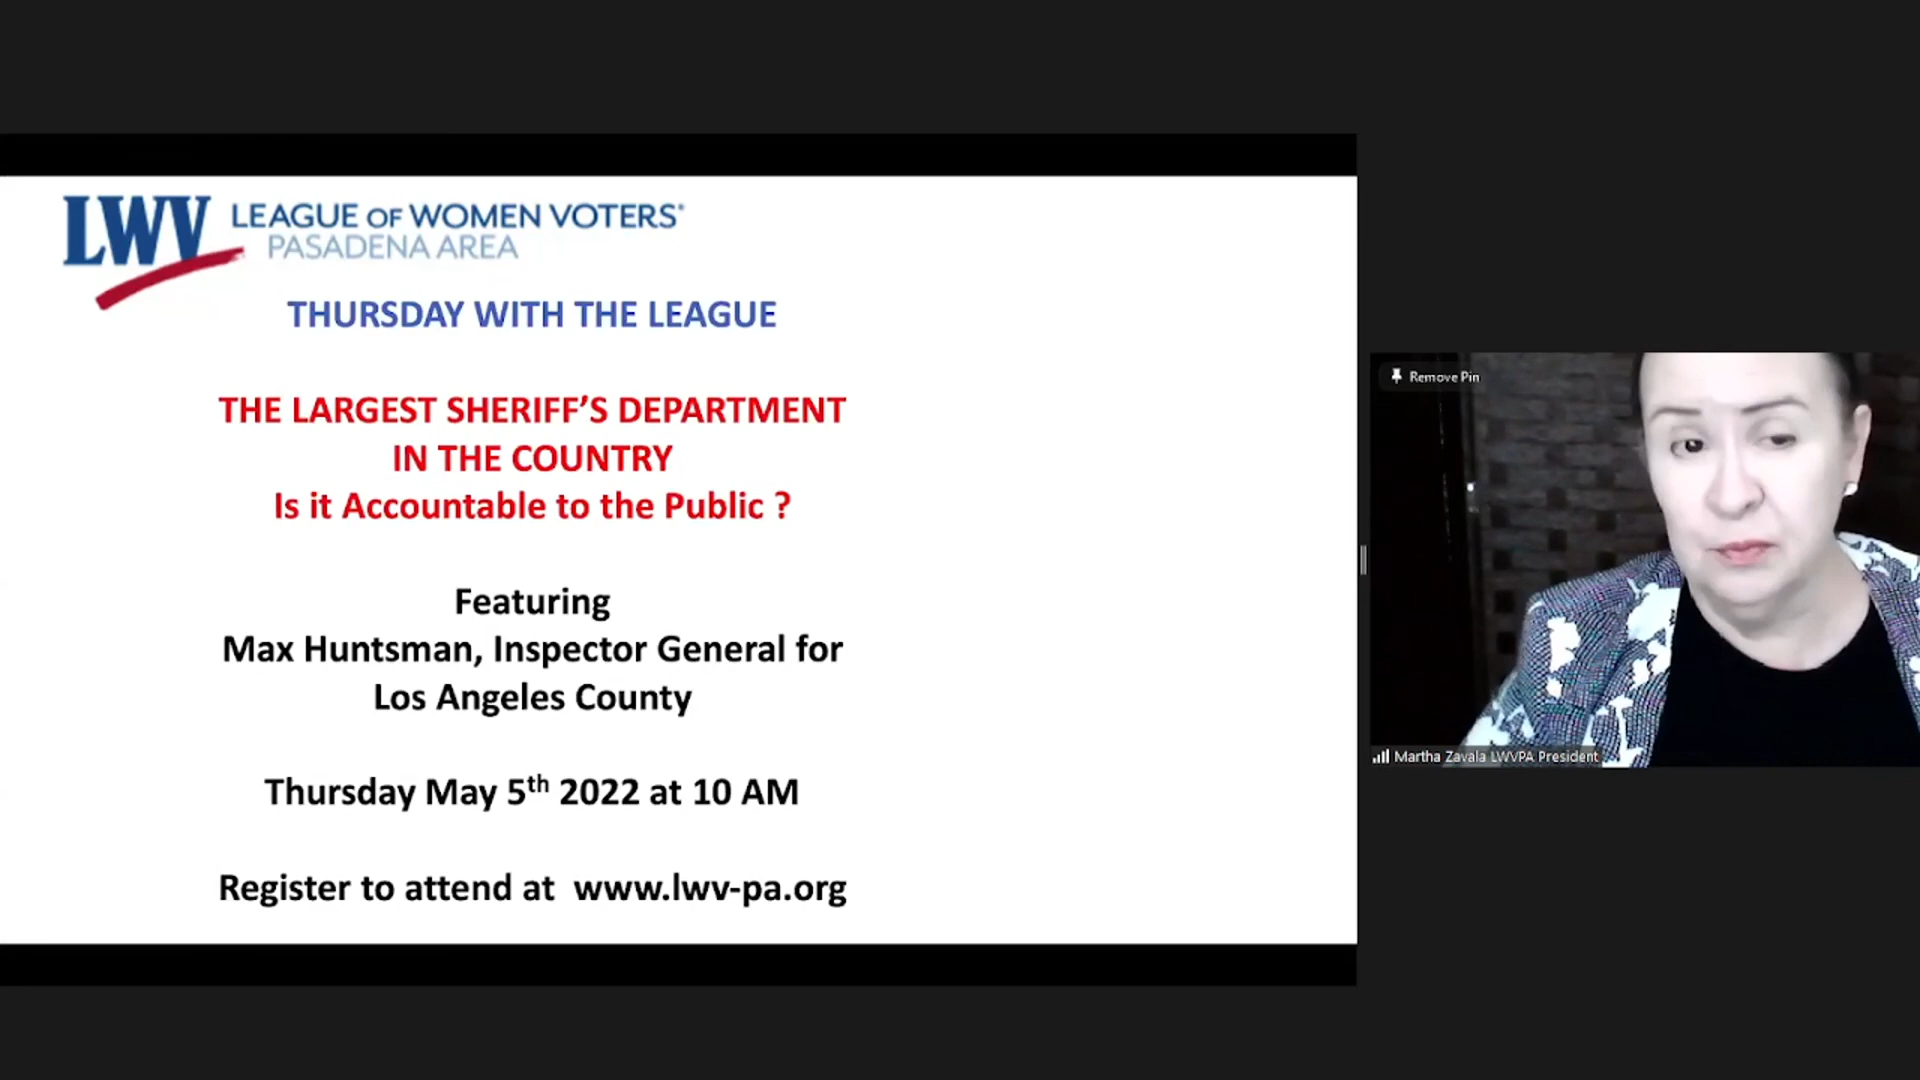 LWV LEAGUE OF WOMEN VOTERS®
PASADENA AREA
THURSDAY WITH THE LEAGUE
THE LARGEST SHERIFF’S DEPARTMENT
IN THE COUNTRY
Is it Accountable to the Public ?
Featuring
Max Huntsman, Inspector General for
Los Angeles County
Thursday May 5th 2022 at 10 AM
Register to attend at www.lwv-pa.org
Remove Pin
Martha Zavala LWVPA President